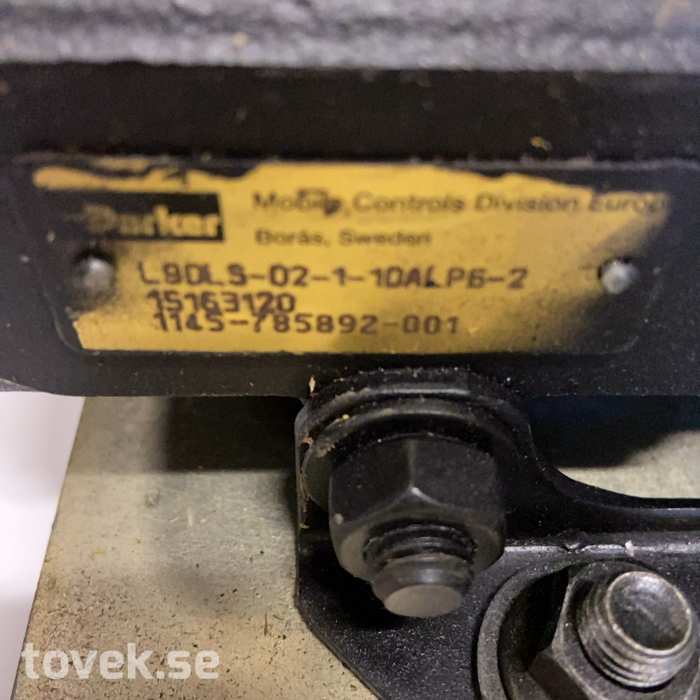 Parker
Mobile Controls Division Europe
Borås, Sweden
L90LS-02-1-10ALP6-2
15163120
1145-785892-001
tovek.se